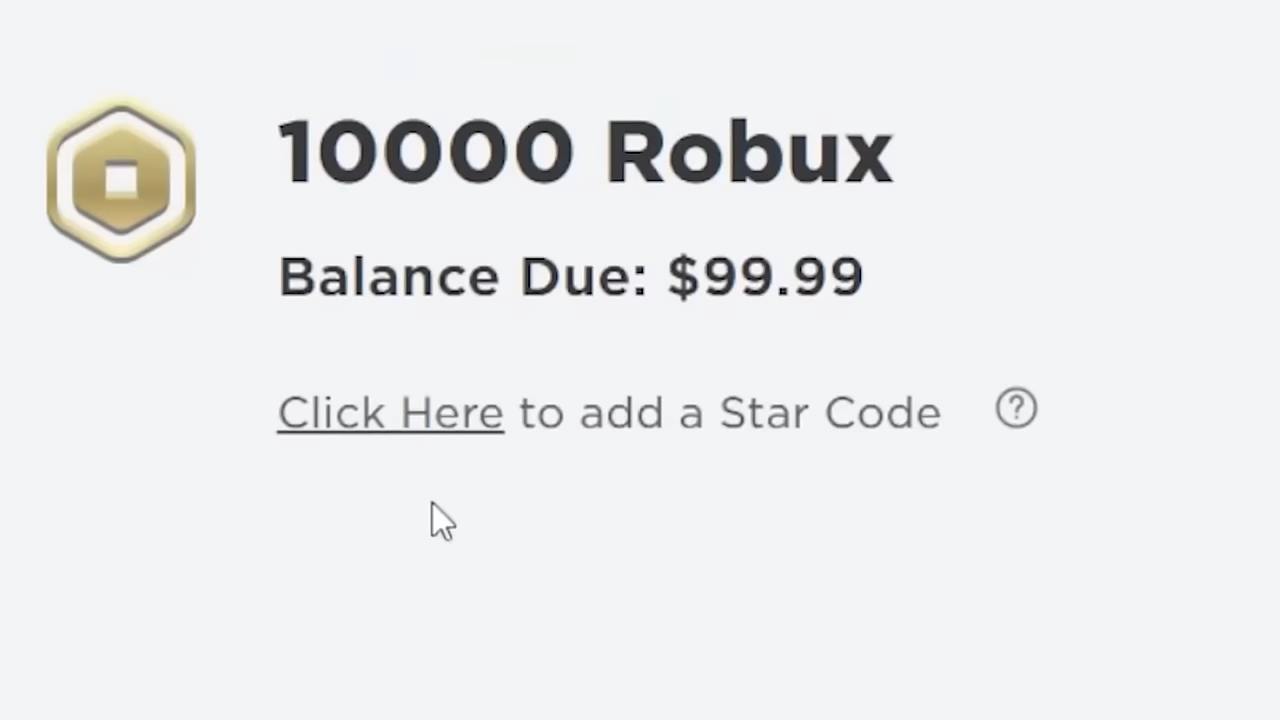 10000 Robux
Balance Due: $99.99
Click Here to add a Star Code ?